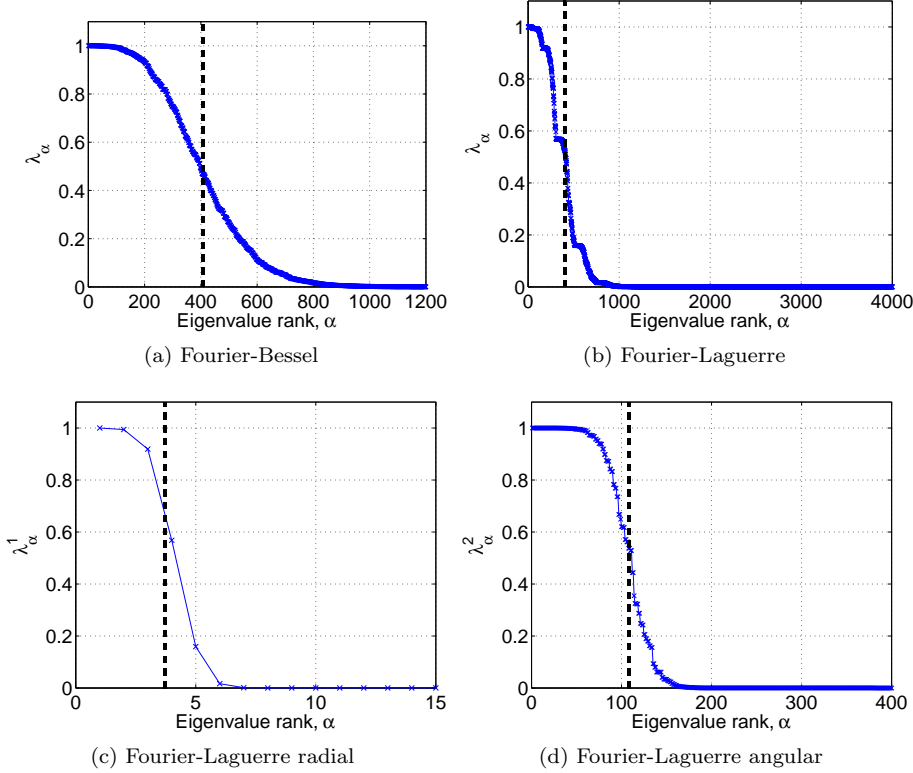 1
0.8
0.6
0.4
0.2
0
λα
0 200 400 600 800 1000 1200
Eigenvalue rank, α
(a) Fourier-Bessel
1
0.8
0.6
0.4
0.2
0
λα
0 1000 2000 3000 4000
Eigenvalue rank, α
(b) Fourier-Laguerre
1
0.8
0.6
0.4
0.2
0
λ¹α
5 10 15
Eigenvalue rank, α
(c) Fourier-Laguerre radial
1
0.8
0.6
0.4
0.2
0
λ²α
0 100 200 300 400
Eigenvalue rank, α
(d) Fourier-Laguerre angular